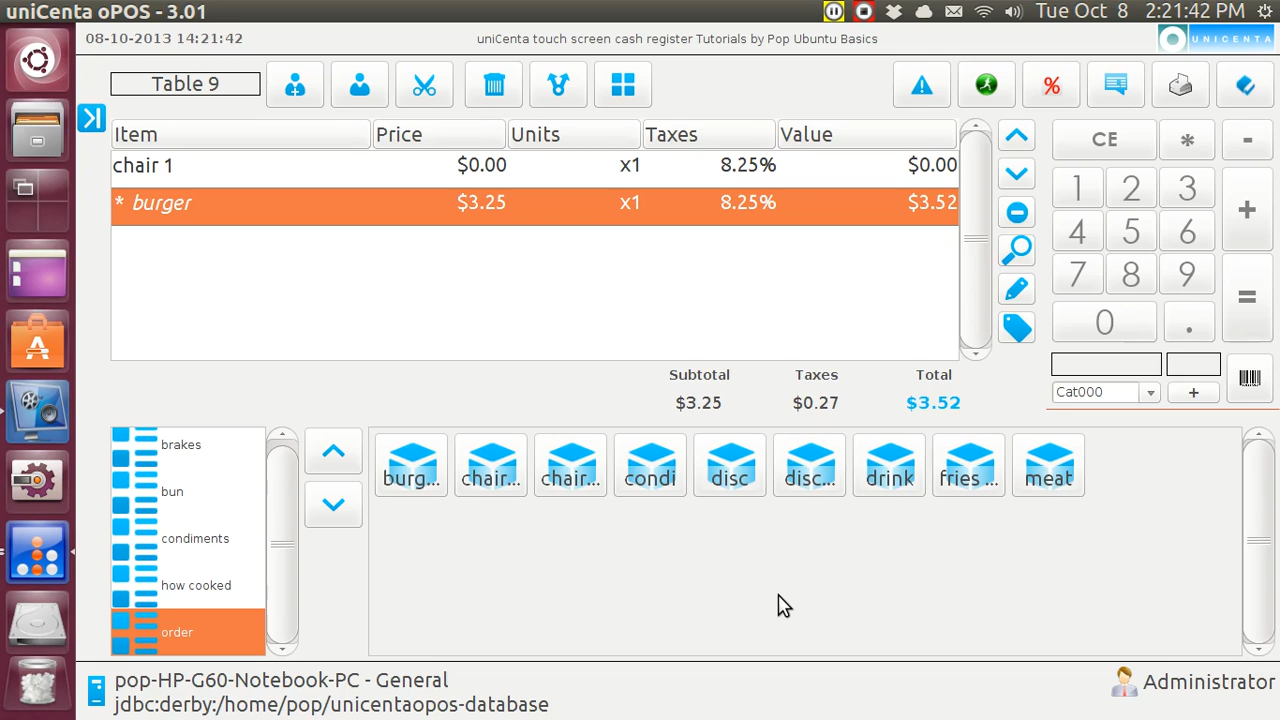 uniCenta oPOS - 3.01
Tue Oct 8 2:21:42 PM
08-10-2013 14:21:42
uniCenta touch screen cash register Tutorials by Pop Ubuntu Basics
UNICENTA
Table 9
%
Item Price Units Taxes Value
chair 1 $0.00 x1 8.25% $0.00
* burger $3.25 x1 8.25% $3.52
CE * -
1 2 3 +
4 5 6
7 8 9 =
0 .
Cat000 +
Subtotal Taxes Total
$3.25 $0.27 $3.52
brakes
bun
condiments
how cooked
order
burg... chair... chair... condi disc disc... drink fries ... meat
pop-HP-G60-Notebook-PC - General
jdbc:derby:/home/pop/unicentaopos-database
Administrator